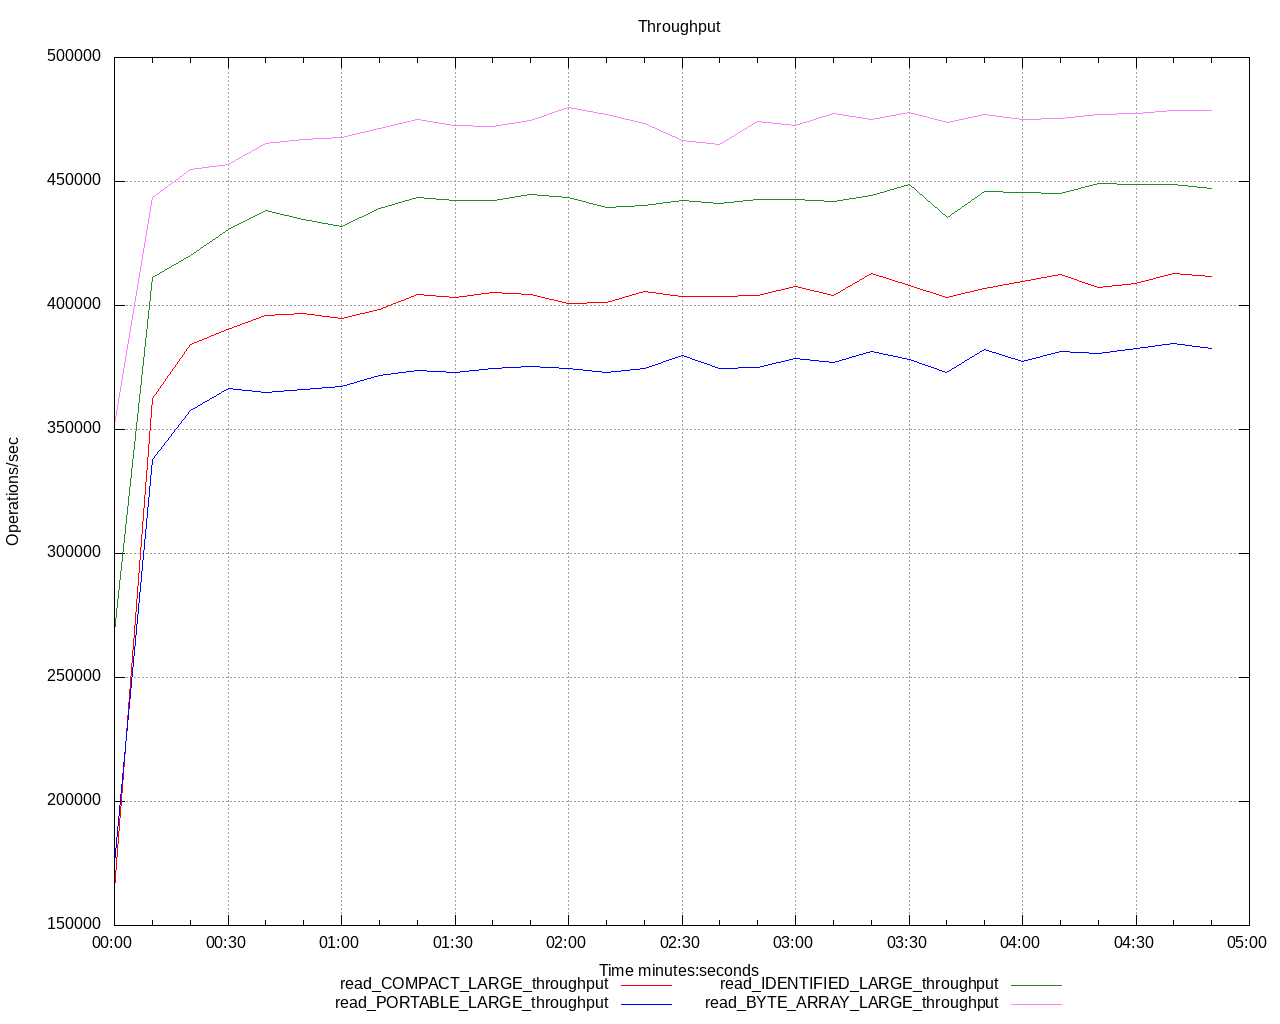 Throughput
500000
450000
400000
350000
300000
250000
200000
150000
Operations/sec
00:00 00:30 01:00 01:30 02:00 02:30 03:00 03:30 04:00 04:30 05:00
Time minutes:seconds
read_COMPACT_LARGE_throughput read_IDENTIFIED_LARGE_throughput
read_PORTABLE_LARGE_throughput read_BYTE_ARRAY_LARGE_throughput